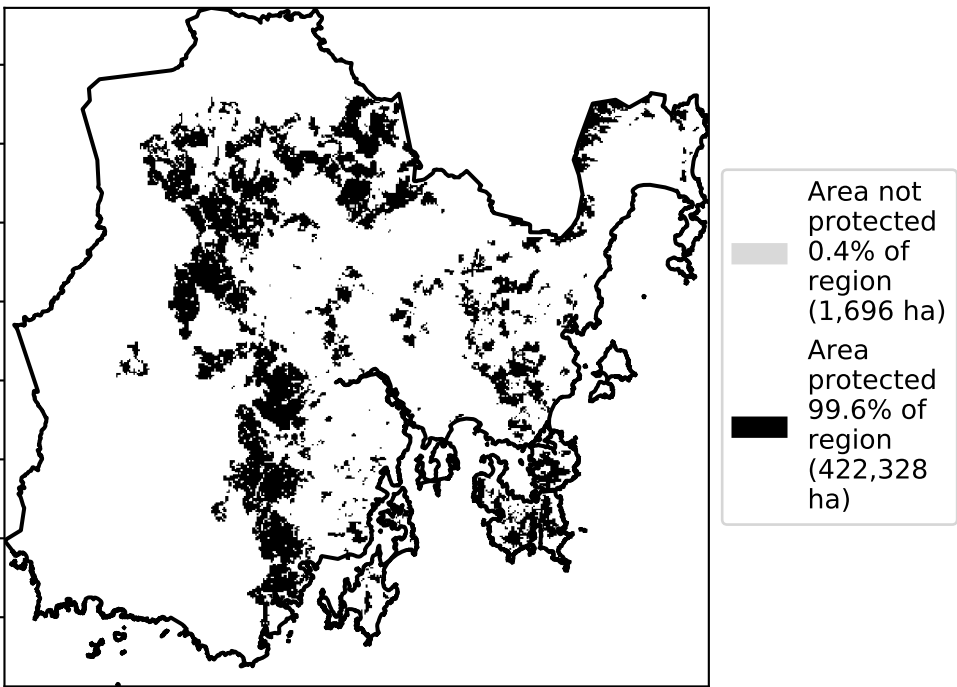 Area not
protected
0.4% of
region
(1,696 ha)
Area
protected
99.6% of
region
(422,328
ha)